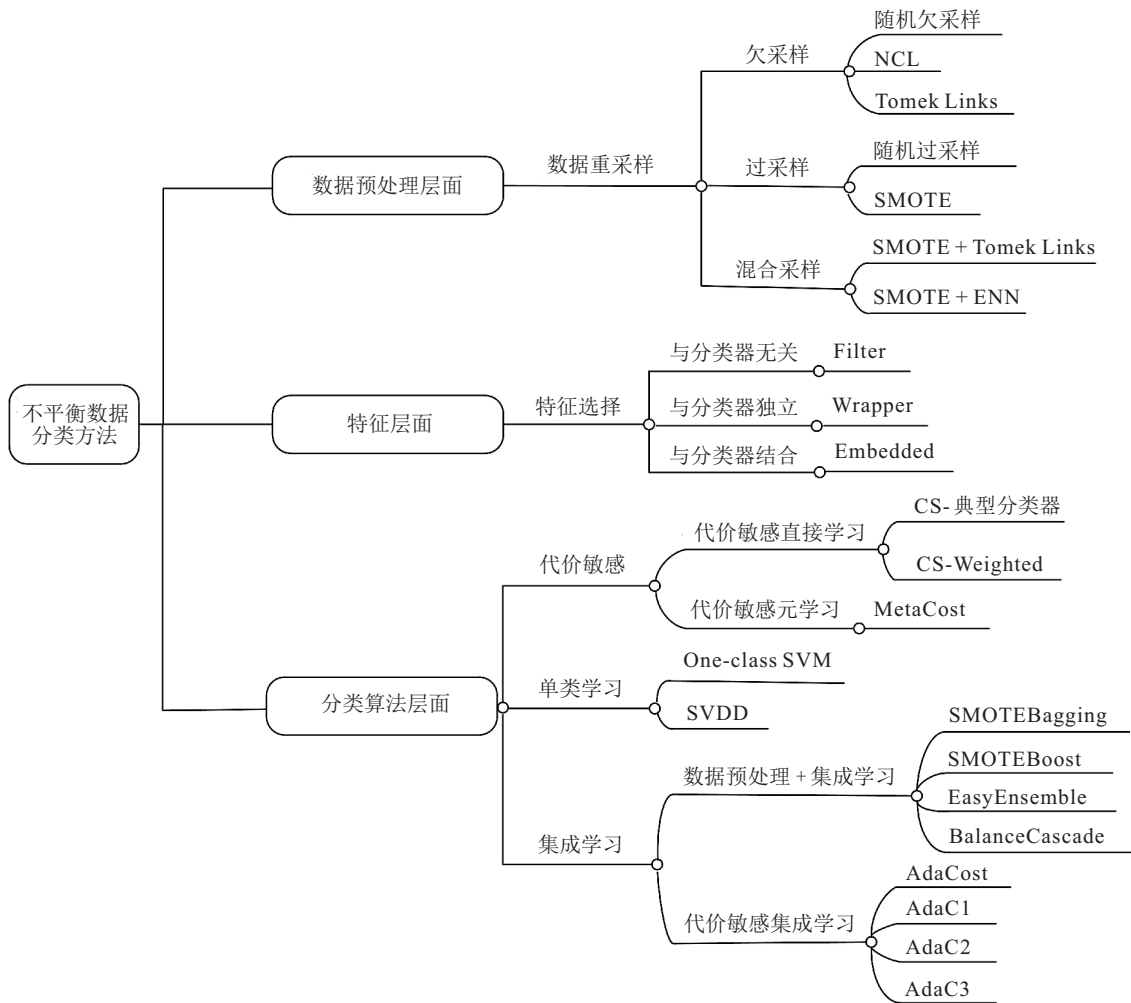 不平衡数据
分类方法
数据预处理层面
数据重采样
欠采样
随机欠采样
NCL
Tomek Links
过采样
随机过采样
SMOTE
混合采样
SMOTE + Tomek Links
SMOTE + ENN
特征层面
特征选择
与分类器无关
Filter
与分类器独立
Wrapper
与分类器结合
Embedded
分类算法层面
代价敏感
代价敏感直接学习
CS- 典型分类器
CS-Weighted
代价敏感元学习
MetaCost
单类学习
One-class SVM
SVDD
集成学习
数据预处理 + 集成学习
SMOTEBagging
SMOTEBoost
EasyEnsemble
BalanceCascade
代价敏感集成学习
AdaCost
AdaC1
AdaC2
AdaC3